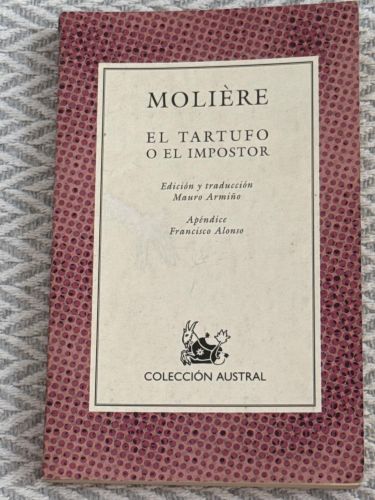 MOLIÈRE
EL TARTUFO
O EL IMPOSTOR
Edición y traducción
Mauro Armiño
Apéndice
Francisco Alonso
COLECCIÓN AUSTRAL